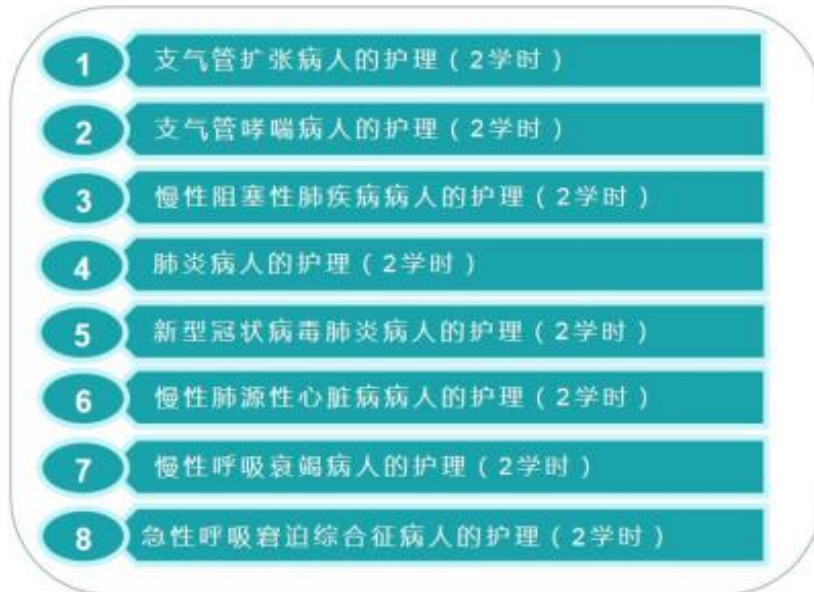 1 支气管扩张病人的护理（2学时）
2 支气管哮喘病人的护理（2学时）
3 慢性阻塞性肺疾病病人的护理（2学时）
4 肺炎病人的护理（2学时）
5 新型冠状病毒肺炎病人的护理（2学时）
6 慢性肺源性心脏病病人的护理（2学时）
7 慢性呼吸衰竭病人的护理（2学时）
8 急性呼吸窘迫综合征病人的护理（2学时）